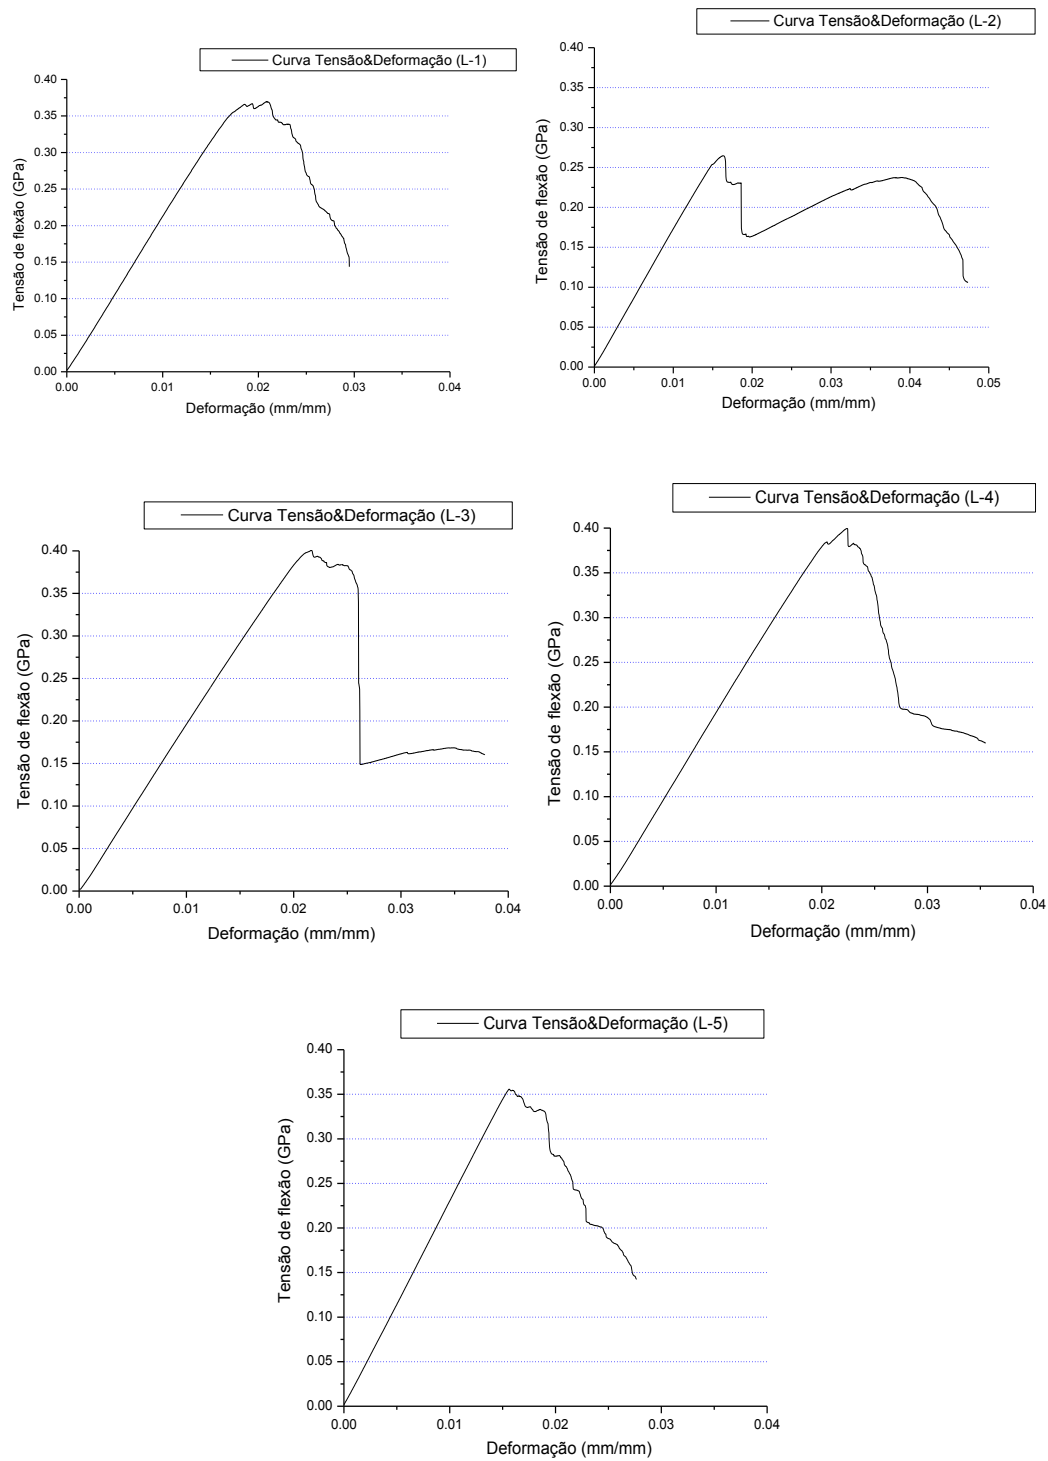 Curva Tensão&Deformação (L-1)
0.40
0.35
0.30
0.25
0.20
0.15
0.10
0.05
0.00
Tensão de flexão (GPa)
0.00 0.01 0.02 0.03 0.04
Deformação (mm/mm)
Curva Tensão&Deformação (L-2)
0.40
0.35
0.30
0.25
0.20
0.15
0.10
0.05
0.00
Tensão de flexão (GPa)
0.00 0.01 0.02 0.03 0.04 0.05
Deformação (mm/mm)
Curva Tensão&Deformação (L-3)
0.40
0.35
0.30
0.25
0.20
0.15
0.10
0.05
0.00
Tensão de flexão (GPa)
0.00 0.01 0.02 0.03 0.04
Deformação (mm/mm)
Curva Tensão&Deformação (L-4)
0.40
0.35
0.30
0.25
0.20
0.15
0.10
0.05
0.00
Tensão de flexão (GPa)
0.00 0.01 0.02 0.03 0.04
Deformação (mm/mm)
Curva Tensão&Deformação (L-5)
0.40
0.35
0.30
0.25
0.20
0.15
0.10
0.05
0.00
Tensão de flexão (GPa)
0.00 0.01 0.02 0.03 0.04
Deformação (mm/mm)